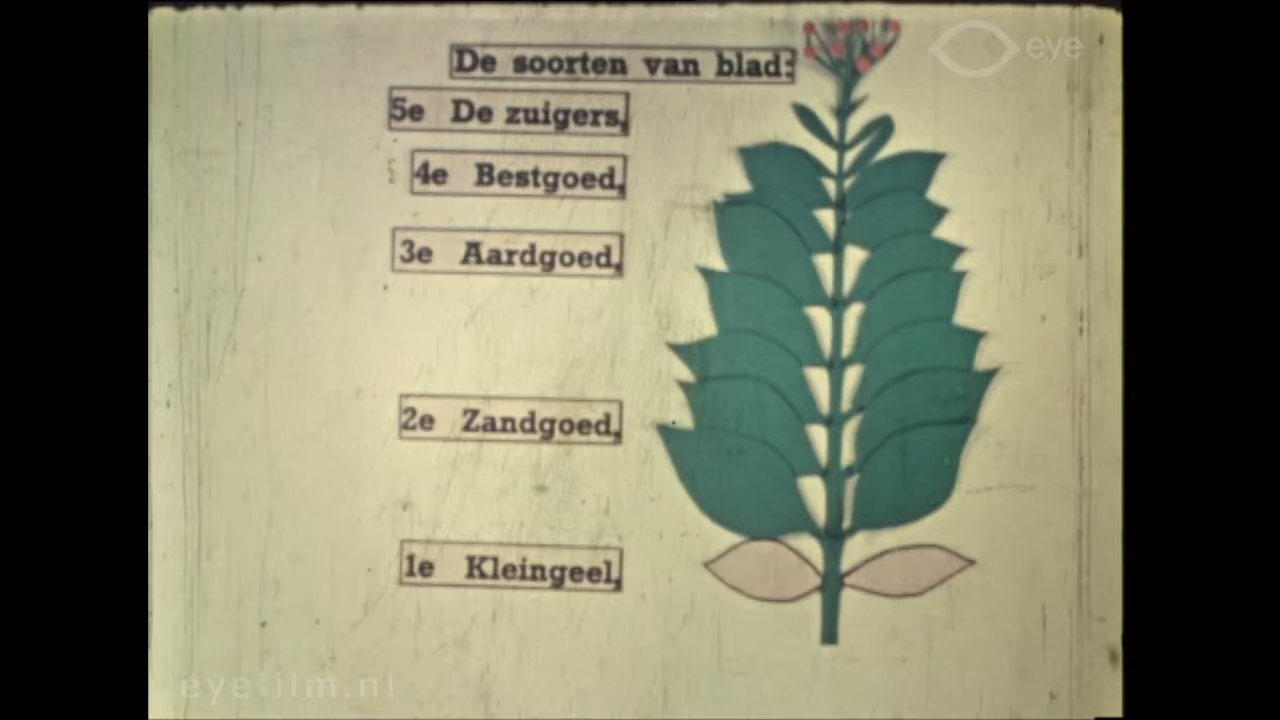 eye
De soorten van blad:
5e De zuigers,
4e Bestgoed,
3e Aardgoed,
2e Zandgoed,
1e Kleingeel,
eyefilm.nl